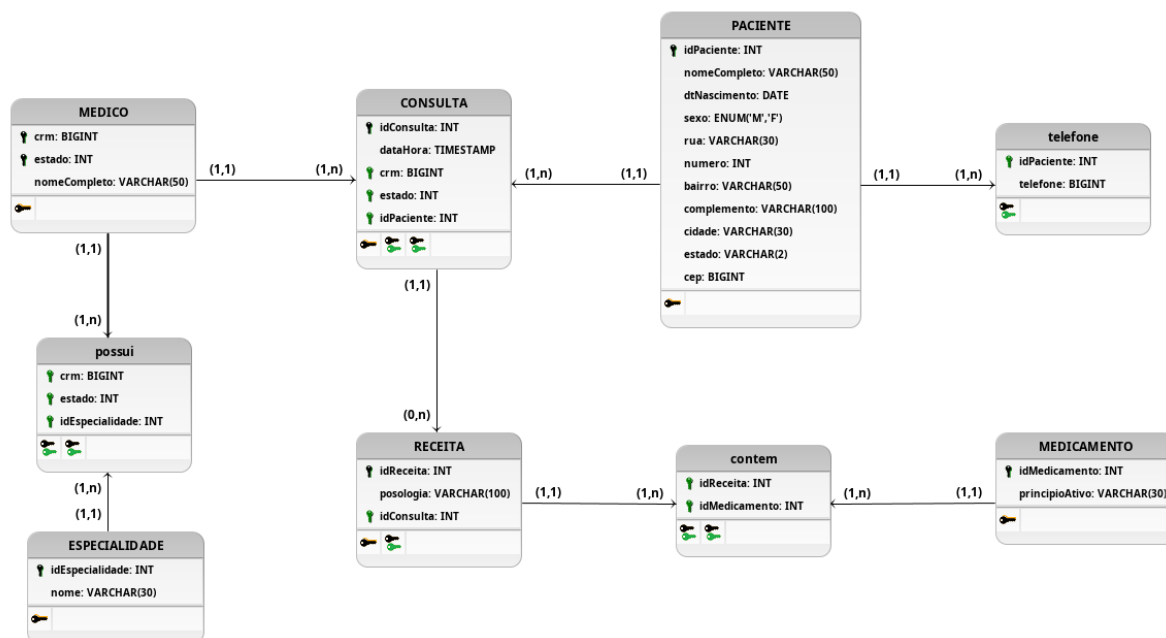 PACIENTE
idPaciente: INT
nomeCompleto: VARCHAR(50)
dtNascimento: DATE
sexo: ENUM('M','F')
rua: VARCHAR(30)
numero: INT
bairro: VARCHAR(50)
complemento: VARCHAR(100)
cidade: VARCHAR(30)
estado: VARCHAR(2)
cep: BIGINT
MEDICO
crm: BIGINT
estado: INT
nomeCompleto: VARCHAR(50)
(1,1)
(1,n)
CONSULTA
idConsulta: INT
dataHora: TIMESTAMP
crm: BIGINT
estado: INT
idPaciente: INT
(1,n)
(1,1)
(1,1)
(1,n)
telefone
idPaciente: INT
telefone: BIGINT
(1,1)
(1,n)
possui
crm: BIGINT
estado: INT
idEspecialidade: INT
(1,n)
(1,1)
ESPECIALIDADE
idEspecialidade: INT
nome: VARCHAR(30)
(1,1)
(0,n)
RECEITA
idReceita: INT
posologia: VARCHAR(100)
idConsulta: INT
(1,1)
(1,n)
contem
idReceita: INT
idMedicamento: INT
(1,n)
(1,1)
MEDICAMENTO
idMedicamento: INT
principioAtivo: VARCHAR(30)